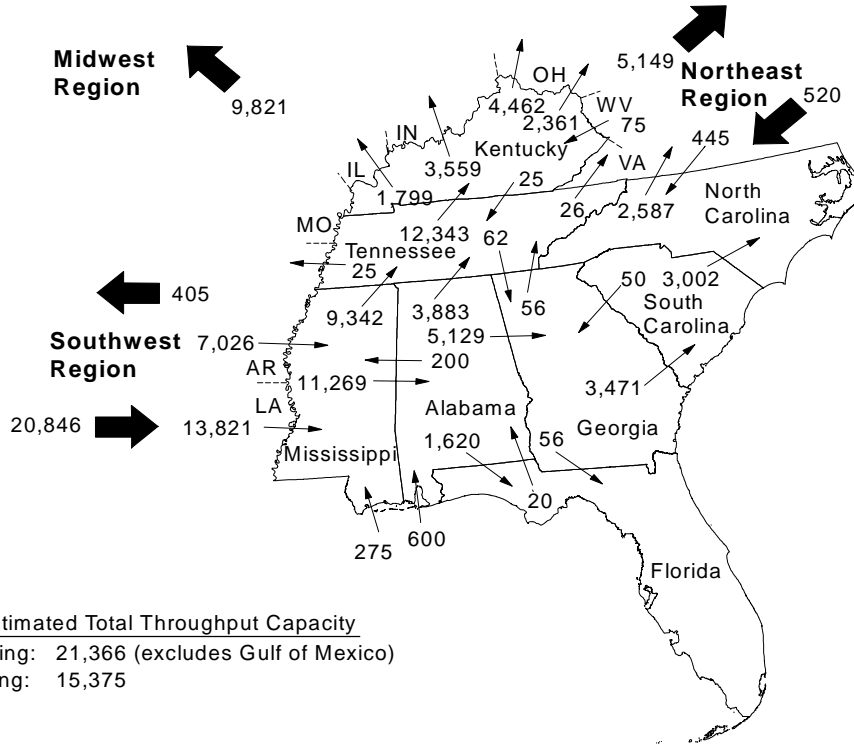 Midwest
Region
9,821
5,149
Northeast
Region
520
OH
4,462
2,361
WV
75
IN
Kentucky
445
VA
IL
3,559
25
North
Carolina
1,799
26
2,587
MO
12,343
62
Tennessee
25
405
9,342
3,883
56
50
3,002
South
Carolina
Southwest
Region
7,026
5,129
AR
200
11,269
3,471
LA
20,846
13,821
Alabama
Georgia
Mississippi
1,620
56
20
275
600
Florida
timated Total Throughput Capacity
ing: 21,366 (excludes Gulf of Mexico)
ng: 15,375